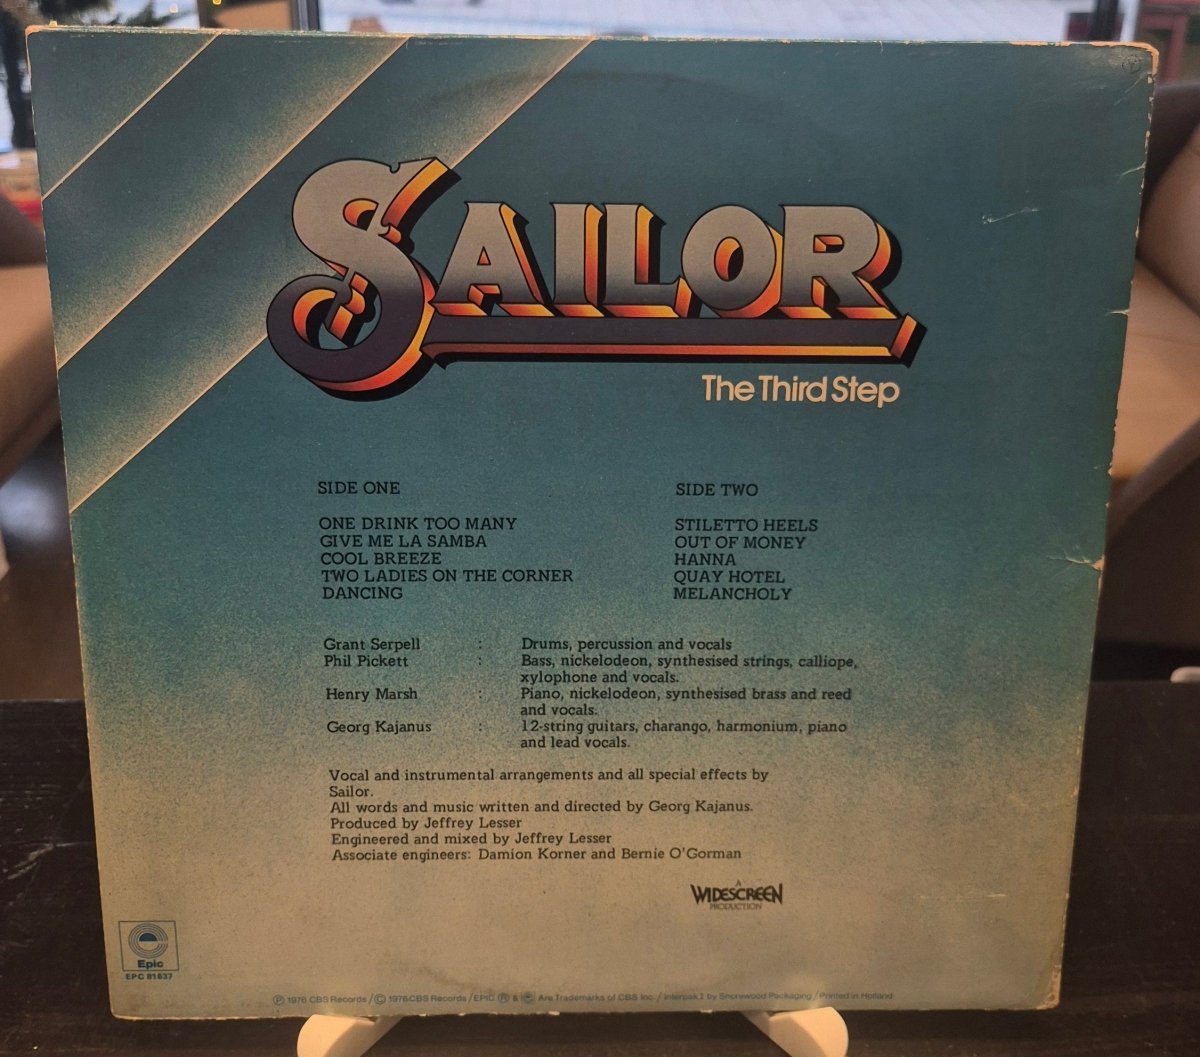 SAILOR
The Third Step
SIDE ONE
ONE DRINK TOO MANY
GIVE ME LA SAMBA
COOL BREEZE
TWO LADIES ON THE CORNER
DANCING
SIDE TWO
STILETTO HEELS
OUT OF MONEY
HANNA
QUAY HOTEL
MELANCHOLY
Grant Serpell : Drums, percussion and vocals
Phil Pickett : Bass, nickelodeon, synthesised strings, calliope,
xylophone and vocals.
Henry Marsh : Piano, nickelodeon, synthesised brass and reed
and vocals.
Georg Kajanus : 12-string guitars, charango, harmonium, piano
and lead vocals.
Vocal and instrumental arrangements and all special effects by
Sailor.
All words and music written and directed by Georg Kajanus.
Produced by Jeffrey Lesser
Engineered and mixed by Jeffrey Lesser
Associate engineers: Damion Korner and Bernie O'Gorman
A
WIDESCREEN
PRODUCTION
Epic
EPC 81637
Ⓟ 1976 CBS Records / © 1976 CBS Records / EPIC ® & Are Trademarks of CBS Inc. / Interpak 1 by Shorewood Packaging / Printed in Holland